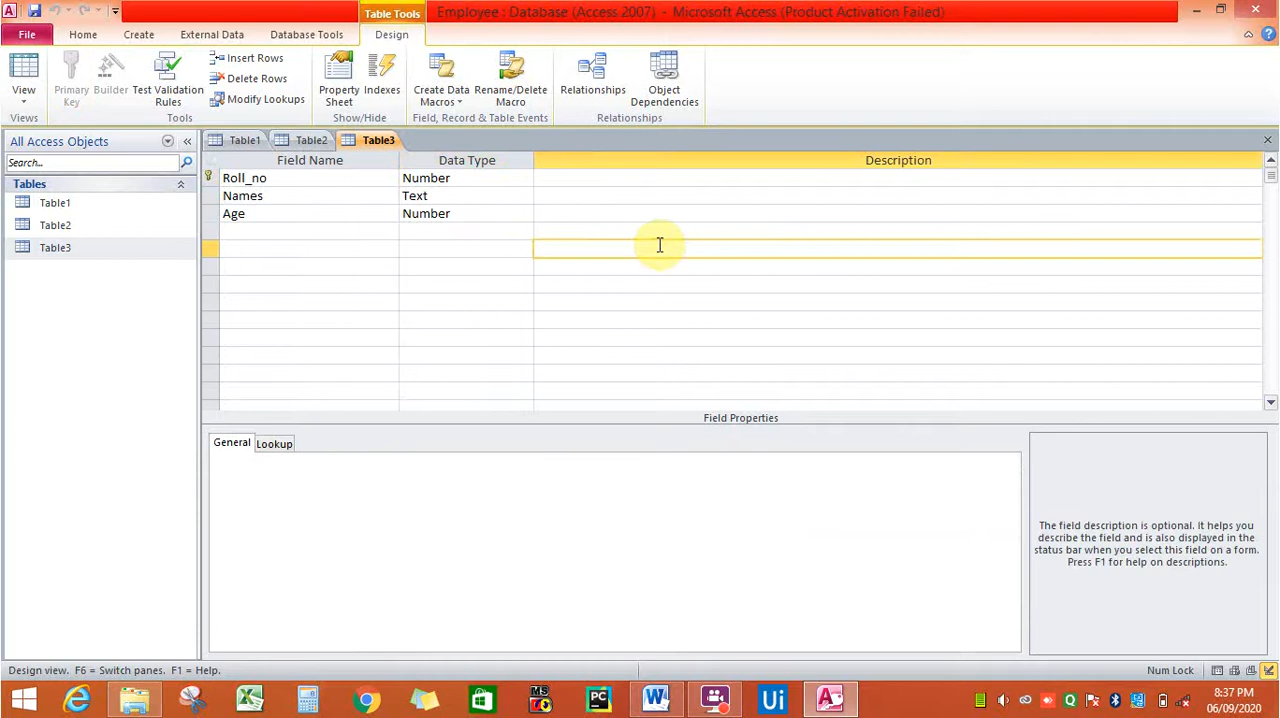 Table Tools
Employee : Database (Access 2007) - Microsoft Access (Product Activation Failed)
File
Home
Create
External Data
Database Tools
Design
View
Primary
Key
Builder
Test Validation
Rules
Insert Rows
Delete Rows
Modify Lookups
Property
Sheet
Indexes
Create Data
Macros
Rename/Delete
Macro
Relationships
Object
Dependencies
Views
Tools
Show/Hide
Field, Record & Table Events
Relationships
All Access Objects
Search...
Tables
Table1
Table2
Table3
Table1
Table2
Table3
Field Name
Data Type
Description
Roll_no
Number
Names
Text
Age
Number
Field Properties
General
Lookup
The field description is optional. It helps you
describe the field and is also displayed in the
status bar when you select this field on a form.
Press F1 for help on descriptions.
Design view. F6 = Switch panes. F1 = Help.
Num Lock
MS
PC
Ui
8:37 PM
06/09/2020